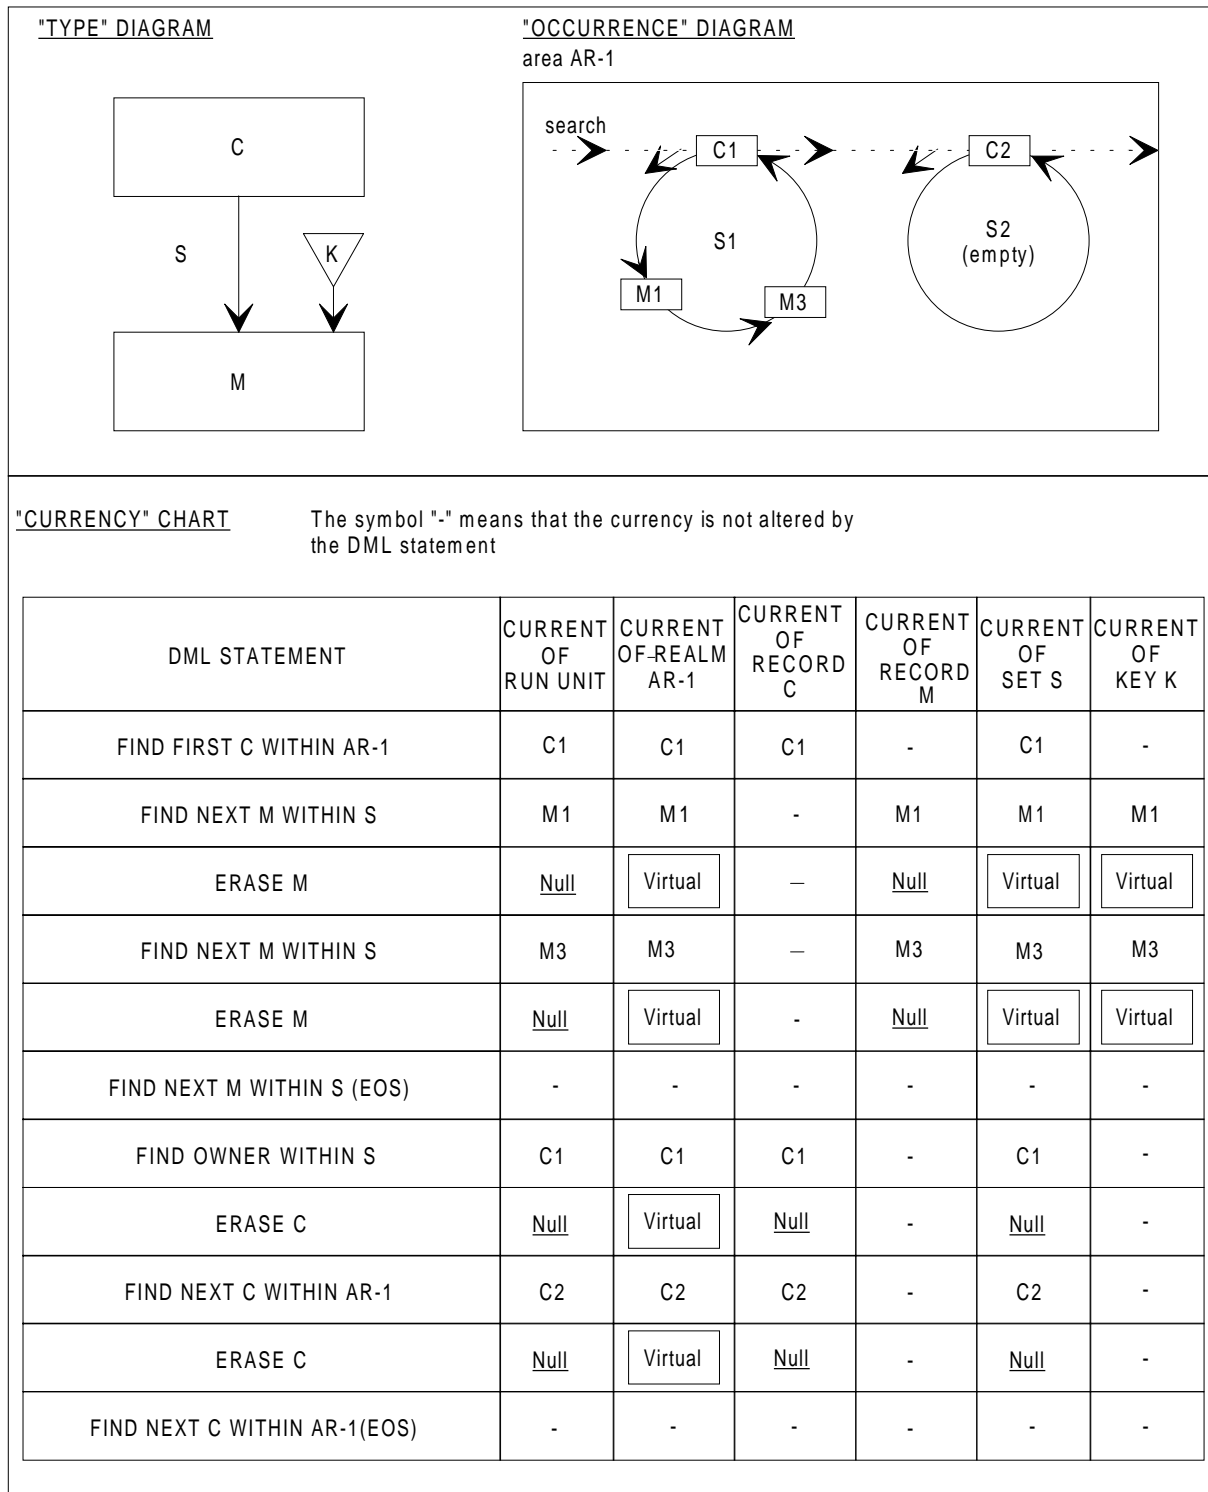 "TYPE" DIAGRAM
C
S
K
M
"OCCURRENCE" DIAGRAM
area AR-1
search
C1
C2
S1
S2
(empty)
M1
M3
"CURRENCY" CHART
The symbol "-" means that the currency is not altered by
the DML statement
DML STATEMENT
CURRENT
OF
RUN UNIT
CURRENT
OF-REALM
AR-1
CURRENT
OF
RECORD
C
CURRENT
OF
RECORD
M
CURRENT
OF
SET S
CURRENT
OF
KEY K
FIND FIRST C WITHIN AR-1 C1 C1 C1 - C1 -
FIND NEXT M WITHIN S M1 M1 - M1 M1 M1
ERASE M Null Virtual – Null Virtual Virtual
FIND NEXT M WITHIN S M3 M3 – M3 M3 M3
ERASE M Null Virtual - Null Virtual Virtual
FIND NEXT M WITHIN S (EOS) - - - - - -
FIND OWNER WITHIN S C1 C1 C1 - C1 -
ERASE C Null Virtual Null - Null -
FIND NEXT C WITHIN AR-1 C2 C2 C2 - C2 -
ERASE C Null Virtual Null - Null -
FIND NEXT C WITHIN AR-1(EOS) - - - - - -